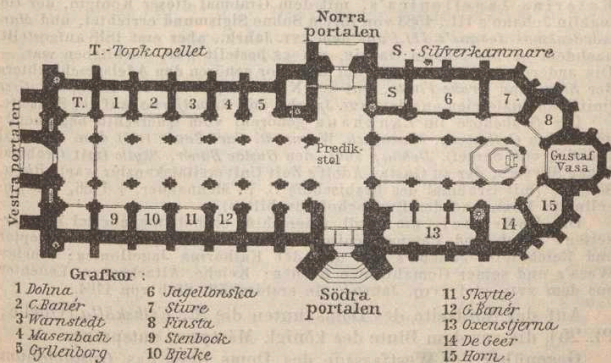 Norra
portalen
T. - Topkapellet
S. - Silfverkammare
T. 1 2 3 4 5
S 6 7
8
Vestra portalen
Predik-
stol
Gustaf
Vasa
9 10 11 12
13
14
15
Södra
portalen
Grafkor :
1 Dohna
2 C.Banér
3 Warnstedt
4 Masenbach
5 Gyllenborg
6 Jagellonska
7 Sture
8 Finsta
9 Stenbock
10 Bjelke
11 Skytte
12 G.Banér
13 Oxenstjerna
14 De Geer
15 Horn